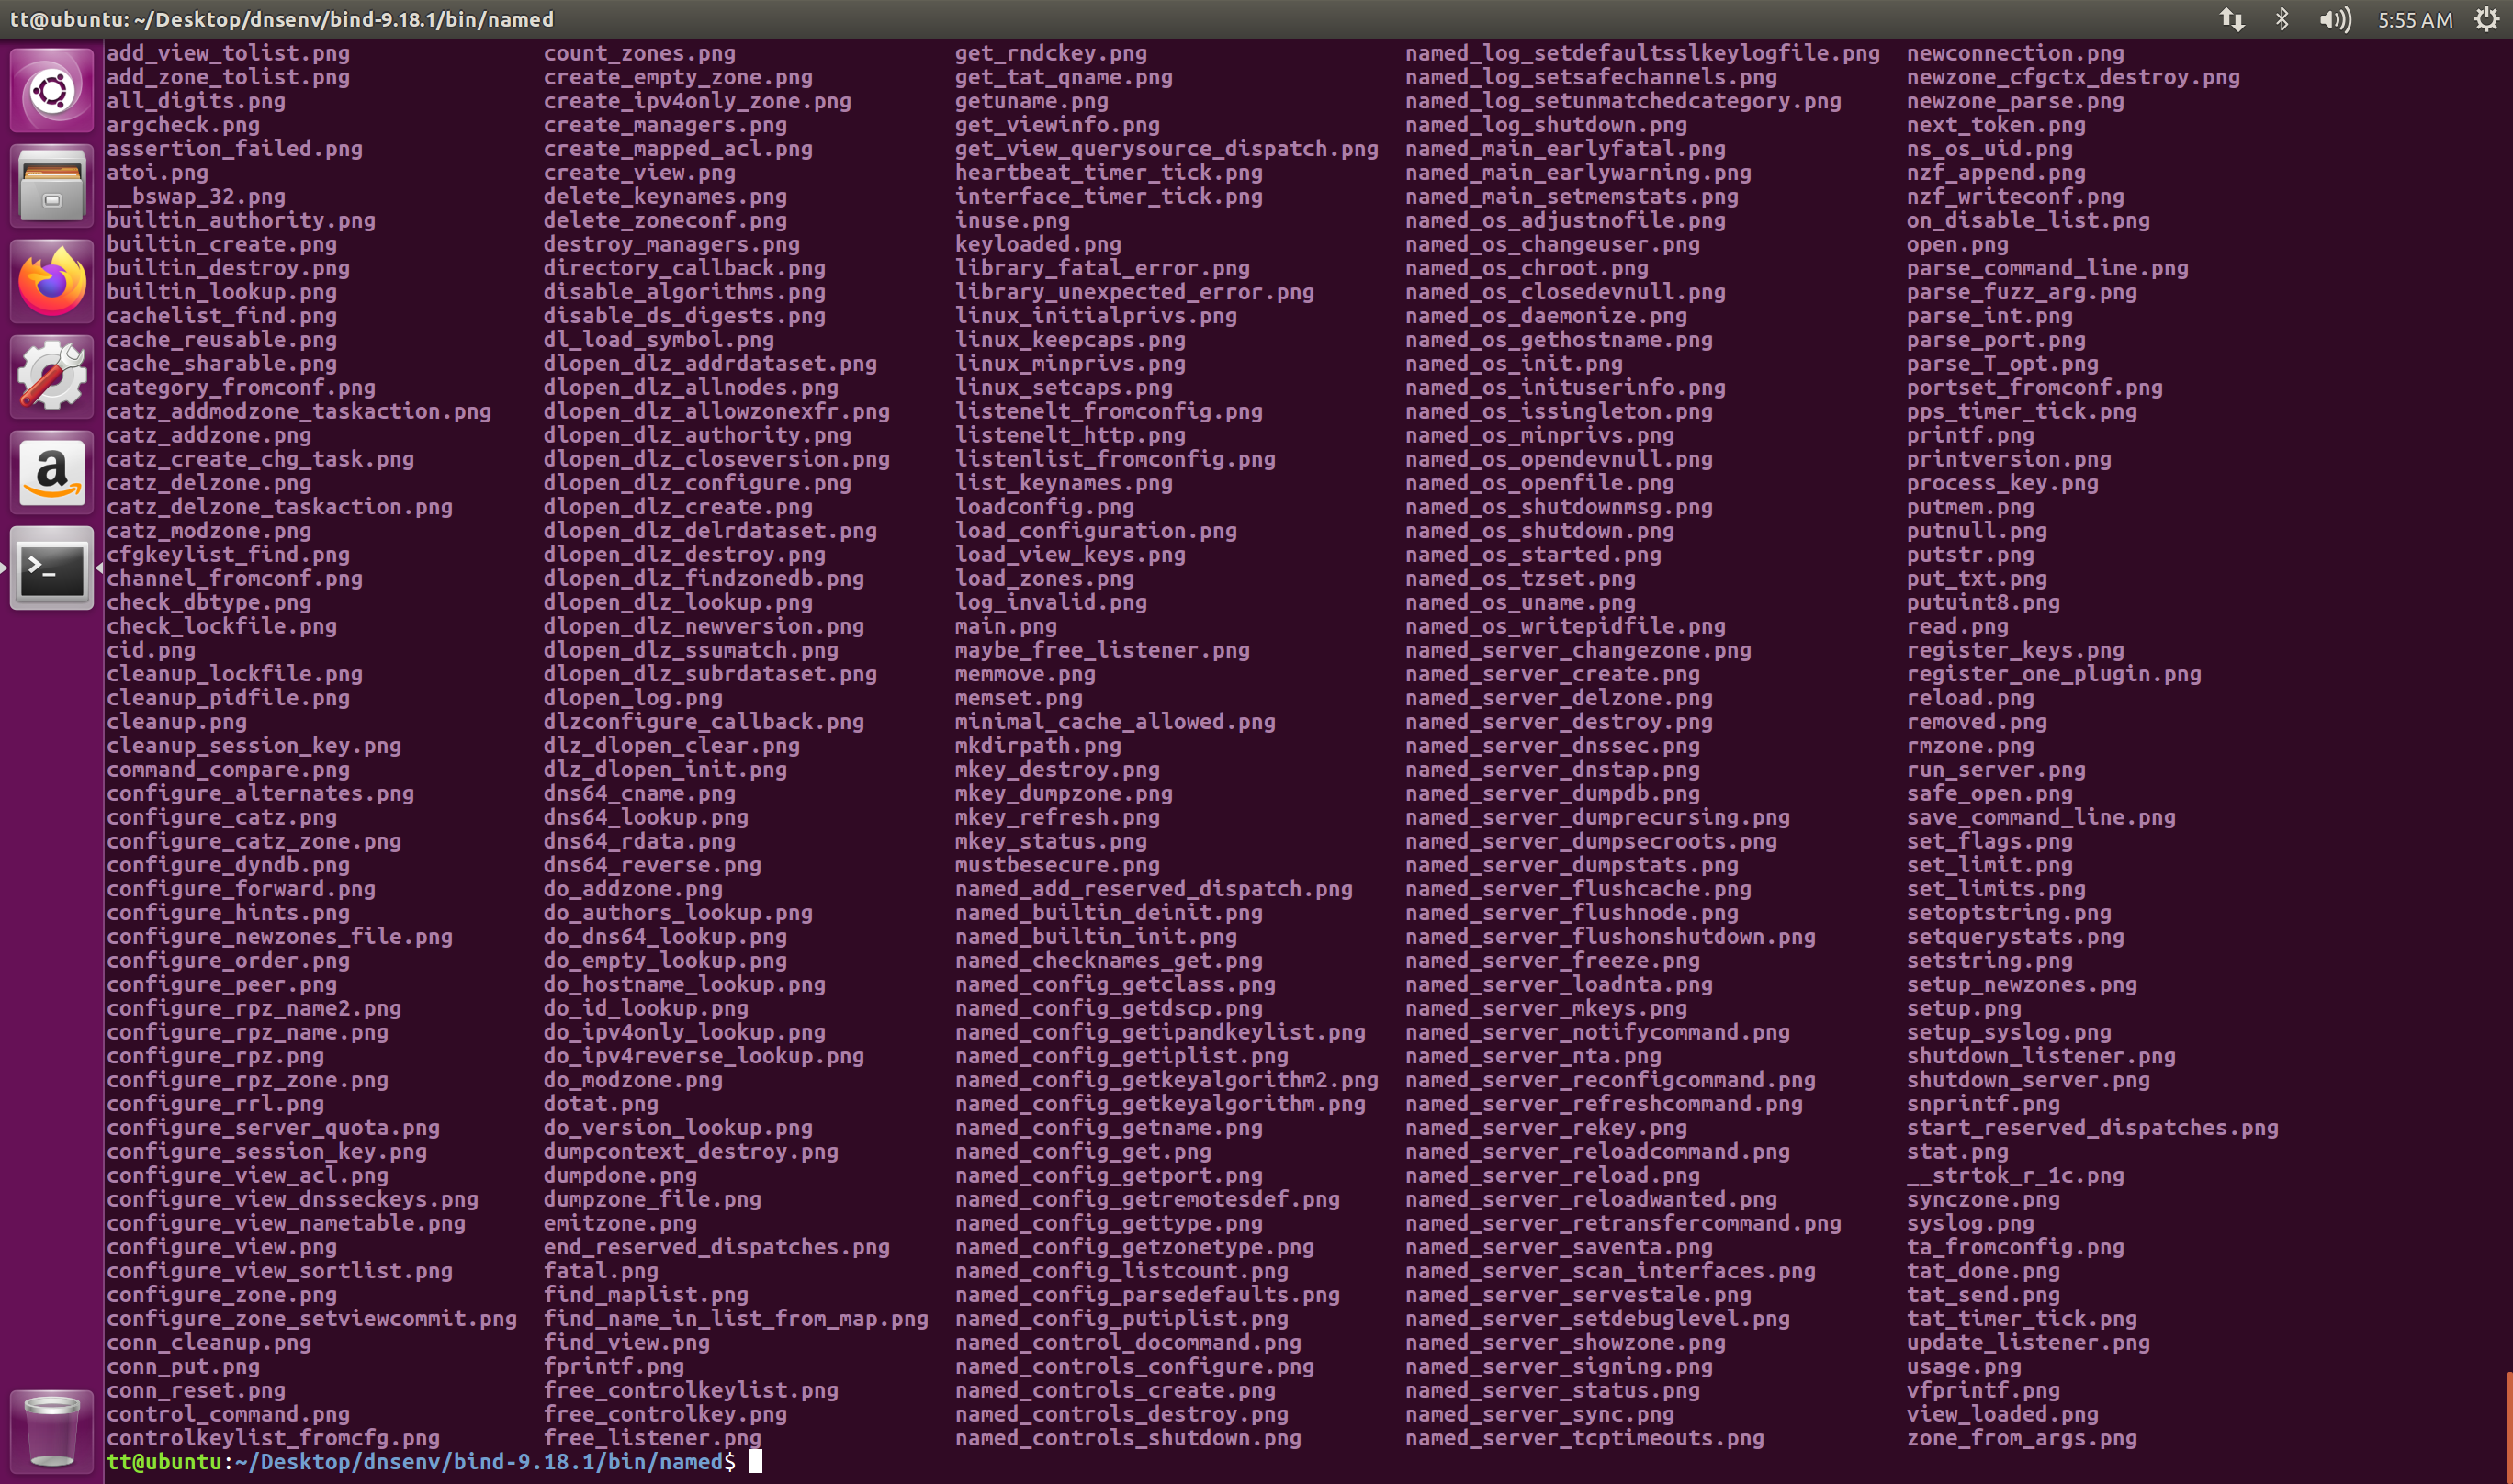 tt@ubuntu: ~/Desktop/dnsenv/bind-9.18.1/bin/named 5:55 AM
add_view_tolist.png count_zones.png get_rndckey.png named_log_setdefaultsslkeylogfile.png newconnection.png
add_zone_tolist.png create_empty_zone.png get_tat_qname.png named_log_setsafechannels.png newzone_cfgctx_destroy.png
all_digits.png create_ipv4only_zone.png getuname.png named_log_setunmatchedcategory.png newzone_parse.png
argcheck.png create_managers.png get_viewinfo.png named_log_shutdown.png next_token.png
assertion_failed.png create_mapped_acl.png get_view_querysource_dispatch.png named_main_earlyfatal.png ns_os_uid.png
atoi.png create_view.png heartbeat_timer_tick.png named_main_earlywarning.png nzf_append.png
__bswap_32.png delete_keynames.png interface_timer_tick.png named_main_setmemstats.png nzf_writeconf.png
builtin_authority.png delete_zoneconf.png inuse.png named_os_adjustnofile.png on_disable_list.png
builtin_create.png destroy_managers.png keyloaded.png named_os_changeuser.png open.png
builtin_destroy.png directory_callback.png library_fatal_error.png named_os_chroot.png parse_command_line.png
builtin_lookup.png disable_algorithms.png library_unexpected_error.png named_os_closedevnull.png parse_fuzz_arg.png
cachelist_find.png disable_ds_digests.png linux_initialprivs.png named_os_daemonize.png parse_int.png
cache_reusable.png dl_load_symbol.png linux_keepcaps.png named_os_gethostname.png parse_port.png
cache_sharable.png dlopen_dlz_addrdataset.png linux_minprivs.png named_os_init.png parse_T_opt.png
category_fromconf.png dlopen_dlz_allnodes.png linux_setcaps.png named_os_inituserinfo.png portset_fromconf.png
catz_addmodzone_taskaction.png dlopen_dlz_allowzonexfr.png listenelt_fromconfig.png named_os_issingleton.png pps_timer_tick.png
catz_addzone.png dlopen_dlz_authority.png listenelt_http.png named_os_minprivs.png printf.png
catz_create_chg_task.png dlopen_dlz_closeversion.png listenlist_fromconfig.png named_os_opendevnull.png printversion.png
catz_delzone.png dlopen_dlz_configure.png list_keynames.png named_os_openfile.png process_key.png
catz_delzone_taskaction.png dlopen_dlz_create.png loadconfig.png named_os_shutdownmsg.png putmem.png
catz_modzone.png dlopen_dlz_delrdataset.png load_configuration.png named_os_shutdown.png putnull.png
cfgkeylist_find.png dlopen_dlz_destroy.png load_view_keys.png named_os_started.png putstr.png
channel_fromconf.png dlopen_dlz_findzonedb.png load_zones.png named_os_tzset.png put_txt.png
check_dbtype.png dlopen_dlz_lookup.png log_invalid.png named_os_uname.png putuint8.png
check_lockfile.png dlopen_dlz_newversion.png main.png named_os_writepidfile.png read.png
cid.png dlopen_dlz_ssumatch.png maybe_free_listener.png named_server_changezone.png register_keys.png
cleanup_lockfile.png dlopen_dlz_subrdataset.png memmove.png named_server_create.png register_one_plugin.png
cleanup_pidfile.png dlopen_log.png memset.png named_server_delzone.png reload.png
cleanup.png dlzconfigure_callback.png minimal_cache_allowed.png named_server_destroy.png removed.png
cleanup_session_key.png dlz_dlopen_clear.png mkdirpath.png named_server_dnssec.png rmzone.png
command_compare.png dlz_dlopen_init.png mkey_destroy.png named_server_dnstap.png run_server.png
configure_alternates.png dns64_cname.png mkey_dumpzone.png named_server_dumpdb.png safe_open.png
configure_catz.png dns64_lookup.png mkey_refresh.png named_server_dumprecursing.png save_command_line.png
configure_catz_zone.png dns64_rdata.png mkey_status.png named_server_dumpsecroots.png set_flags.png
configure_dyndb.png dns64_reverse.png mustbesecure.png named_server_dumpstats.png set_limit.png
configure_forward.png do_addzone.png named_add_reserved_dispatch.png named_server_flushcache.png set_limits.png
configure_hints.png do_authors_lookup.png named_builtin_deinit.png named_server_flushnode.png setoptstring.png
configure_newzones_file.png do_dns64_lookup.png named_builtin_init.png named_server_flushonshutdown.png setquerystats.png
configure_order.png do_empty_lookup.png named_checknames_get.png named_server_freeze.png setstring.png
configure_peer.png do_hostname_lookup.png named_config_getclass.png named_server_loadnta.png setup_newzones.png
configure_rpz_name2.png do_id_lookup.png named_config_getdscp.png named_server_mkeys.png setup.png
configure_rpz_name.png do_ipv4only_lookup.png named_config_getipandkeylist.png named_server_notifycommand.png setup_syslog.png
configure_rpz.png do_ipv4reverse_lookup.png named_config_getiplist.png named_server_nta.png shutdown_listener.png
configure_rpz_zone.png do_modzone.png named_config_getkeyalgorithm2.png named_server_reconfigcommand.png shutdown_server.png
configure_rrl.png dotat.png named_config_getkeyalgorithm.png named_server_refreshcommand.png snprintf.png
configure_server_quota.png do_version_lookup.png named_config_getname.png named_server_rekey.png start_reserved_dispatches.png
configure_session_key.png dumpcontext_destroy.png named_config_get.png named_server_reloadcommand.png stat.png
configure_view_acl.png dumpdone.png named_config_getport.png named_server_reload.png __strtok_r_1c.png
configure_view_dnsseckeys.png dumpzone_file.png named_config_getremotesdef.png named_server_reloadwanted.png synczone.png
configure_view_nametable.png emitzone.png named_config_gettype.png named_server_retransfercommand.png syslog.png
configure_view.png end_reserved_dispatches.png named_config_getzonetype.png named_server_saventa.png ta_fromconfig.png
configure_view_sortlist.png fatal.png named_config_listcount.png named_server_scan_interfaces.png tat_done.png
configure_zone.png find_maplist.png named_config_parsedefaults.png named_server_servestale.png tat_send.png
configure_zone_setviewcommit.png find_name_in_list_from_map.png named_config_putiplist.png named_server_setdebuglevel.png tat_timer_tick.png
conn_cleanup.png find_view.png named_control_docommand.png named_server_showzone.png update_listener.png
conn_put.png fprintf.png named_controls_configure.png named_server_signing.png usage.png
conn_reset.png free_controlkeylist.png named_controls_create.png named_server_status.png vfprintf.png
control_command.png free_controlkey.png named_controls_destroy.png named_server_sync.png view_loaded.png
controlkeylist_fromcfg.png free_listener.png named_controls_shutdown.png named_server_tcptimeouts.png zone_from_args.png
tt@ubuntu:~/Desktop/dnsenv/bind-9.18.1/bin/named$